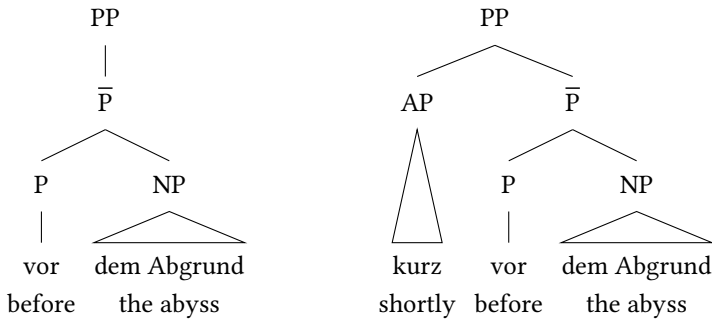 PP PP
P̅ AP P̅
P NP P NP
vor dem Abgrund kurz vor dem Abgrund
before the abyss shortly before the abyss